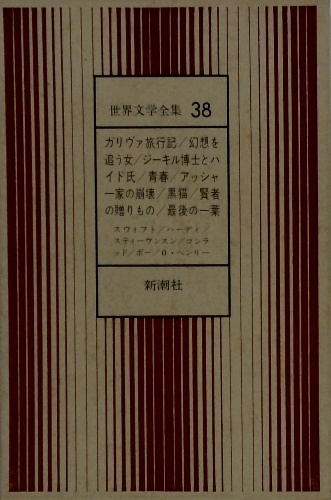 世界文学全集 38
ガリヴァ旅行記/幻想を
追う女/ジーキル博士とハ
イド氏/青春/アッシャ
一家の崩壊/黒猫/賢者
の贈りもの/最後の一葉
スウィフト/ハーディ/
スティーヴンスン/コンラ
ッド/ポー/O・ヘンリー
新潮社